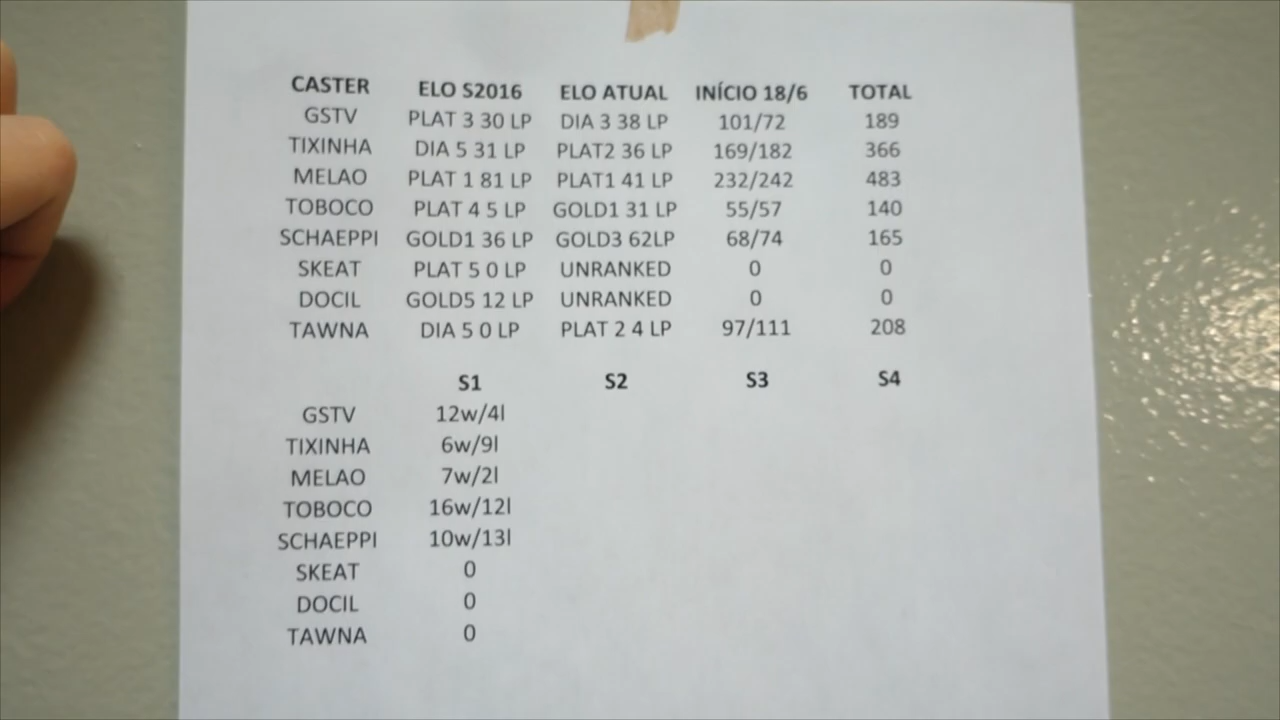 CASTER ELO S2016 ELO ATUAL INÍCIO 18/6 TOTAL
GSTV PLAT 3 30 LP DIA 3 38 LP 101/72 189
TIXINHA DIA 5 31 LP PLAT2 36 LP 169/182 366
MELAO PLAT 1 81 LP PLAT1 41 LP 232/242 483
TOBOCO PLAT 4 5 LP GOLD1 31 LP 55/57 140
SCHAEPPI GOLD1 36 LP GOLD3 62LP 68/74 165
SKEAT PLAT 5 0 LP UNRANKED 0 0
DOCIL GOLD5 12 LP UNRANKED 0 0
TAWNA DIA 5 0 LP PLAT 2 4 LP 97/111 208
S1 S2 S3 S4
GSTV 12w/4l
TIXINHA 6w/9l
MELAO 7w/2l
TOBOCO 16w/12l
SCHAEPPI 10w/13l
SKEAT 0
DOCIL 0
TAWNA 0